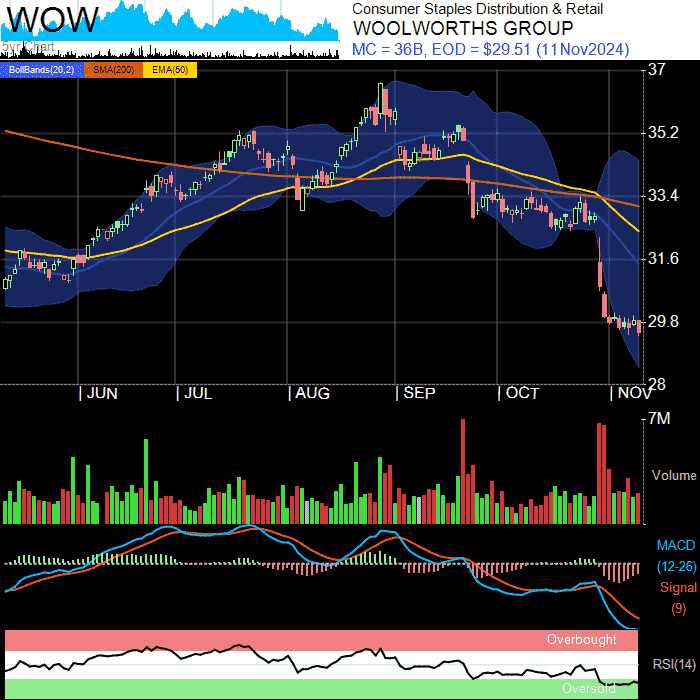 WOW
5yr Chart
Consumer Staples Distribution & Retail
WOOLWORTHS GROUP
MC = 36B, EOD = $29.51 (11Nov2024)
BollBands(20,2) SMA(200) EMA(50)
37
35.2
33.4
31.6
29.8
28
JUN JUL AUG SEP OCT NOV
7M
Volume
MACD
(12-26)
Signal
(9)
Overbought
RSI(14)
Oversold